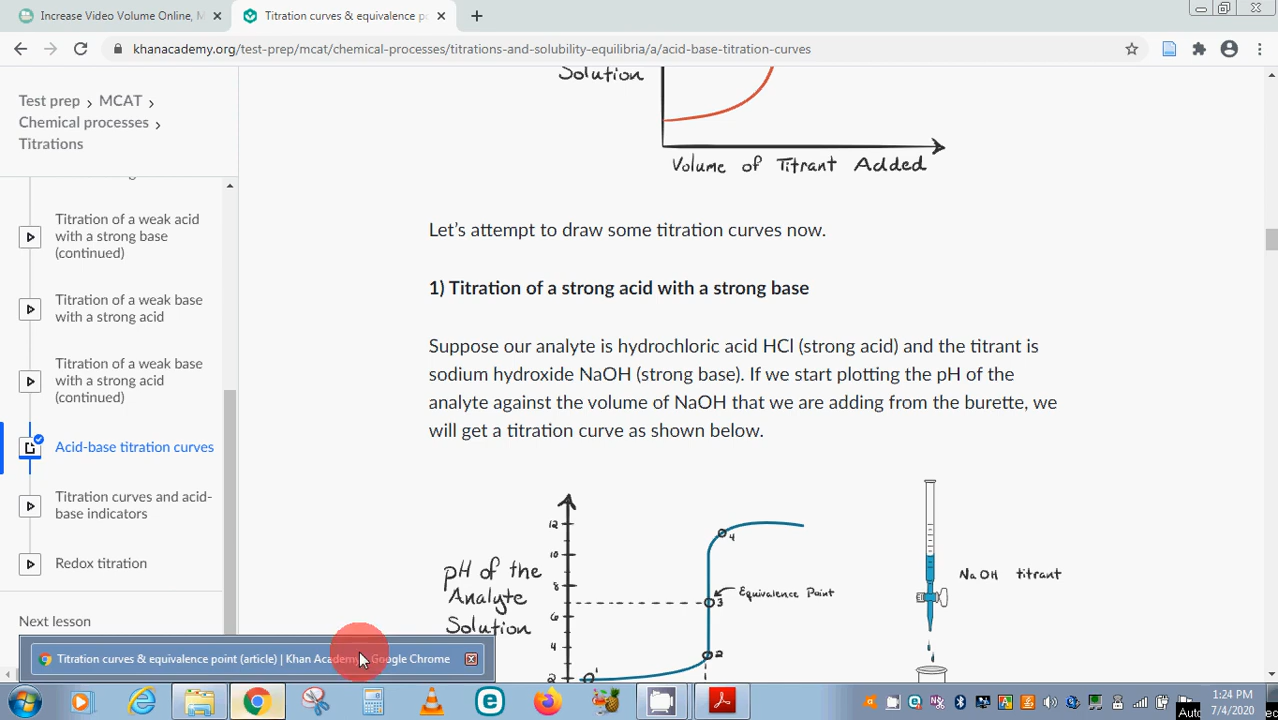 Increase Video Volume Online, M
Titration curves & equivalence po
khanacademy.org/test-prep/mcat/chemical-processes/titrations-and-solubility-equilibria/a/acid-base-titration-curves
Test prep > MCAT >
Chemical processes >
Titrations
Titration of a weak acid
with a strong base
(continued)
Titration of a weak base
with a strong acid
Titration of a weak base
with a strong acid
(continued)
Acid-base titration curves
Titration curves and acid-
base indicators
Redox titration
Next lesson
Solution
Volume of Titrant Added
Let's attempt to draw some titration curves now.
1) Titration of a strong acid with a strong base
Suppose our analyte is hydrochloric acid HCl (strong acid) and the titrant is
sodium hydroxide NaOH (strong base). If we start plotting the pH of the
analyte against the volume of NaOH that we are adding from the burette, we
will get a titration curve as shown below.
12
10
8
6
4
2
pH of the
Analyte
Solution
1
2
3
4
Equivalence Point
NaOH titrant
Titration curves & equivalence point (article) | Khan Academy - Google Chrome
1:24 PM
7/4/2020